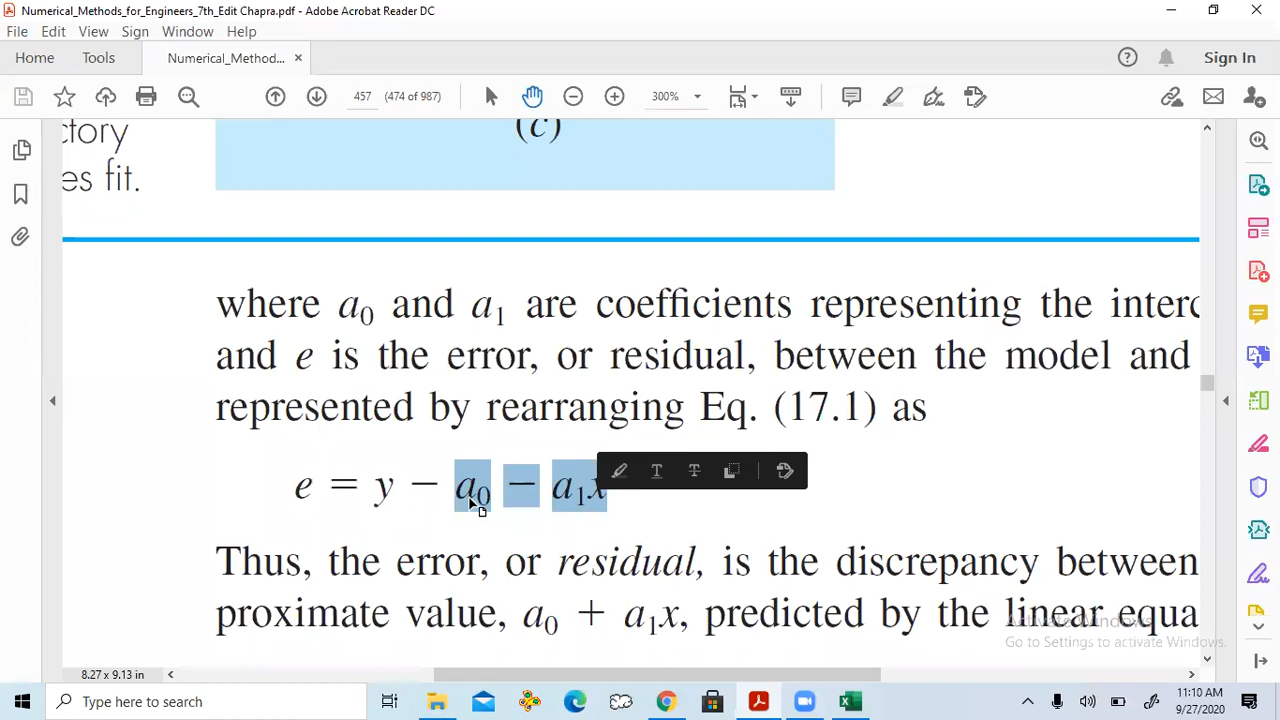 Numerical_Methods_for_Engineers_7th_Edit Chapra.pdf - Adobe Acrobat Reader DC
File Edit View Sign Window Help
Home Tools Numerical_Method... × Sign In
457 (474 of 987) 300%
ctory
(c)
es fit.
where a₀ and a₁ are coefficients representing the interc
and e is the error, or residual, between the model and
represented by rearranging Eq. (17.1) as
e = y − a₀ − a₁x
Thus, the error, or residual, is the discrepancy between
proximate value, a₀ + a₁x, predicted by the linear equa
Activate Windows
Go to Settings to activate Windows.
8.27 x 9.13 in
Type here to search
11:10 AM
9/27/2020